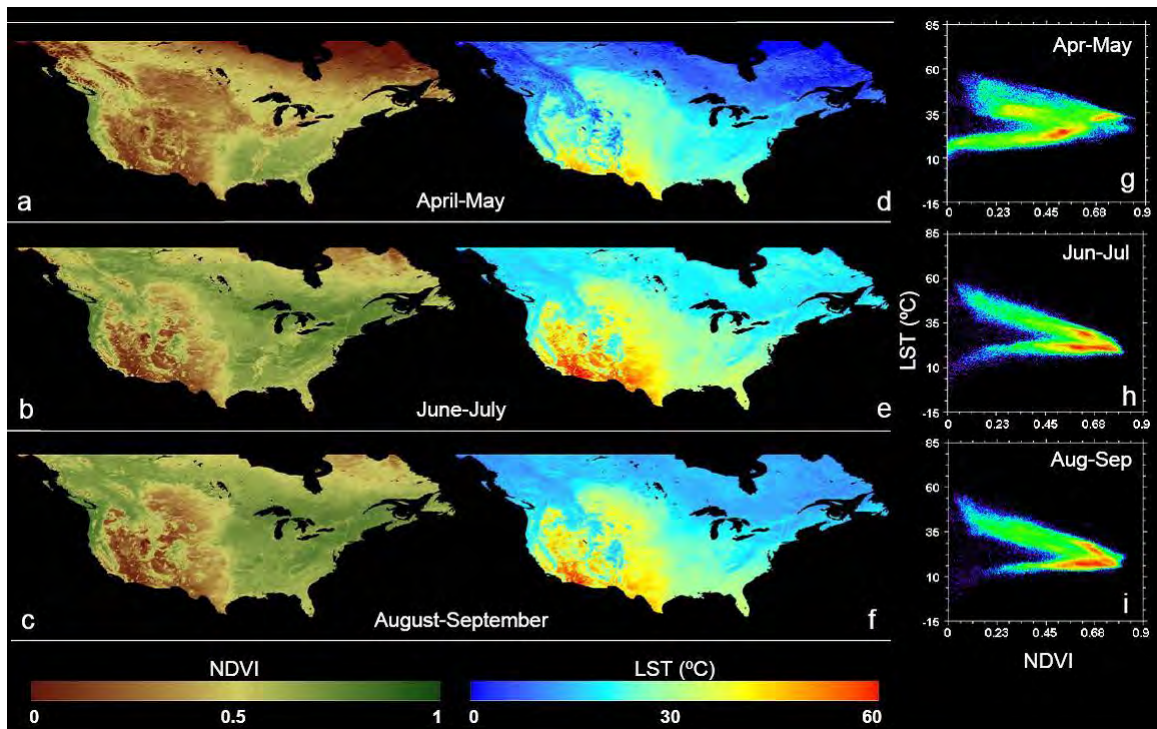 a
April-May
d
b
June-July
e
c
August-September
f
NDVI
0
0.5
1
LST (ºC)
0
30
60
85
60
35
10
-15
Apr-May
g
0
0.23
0.45
0.68
0.9
85
60
35
10
-15
Jun-Jul
h
0
0.23
0.45
0.68
0.9
LST (ºC)
85
60
35
10
-15
Aug-Sep
i
0
0.23
0.45
0.68
0.9
NDVI